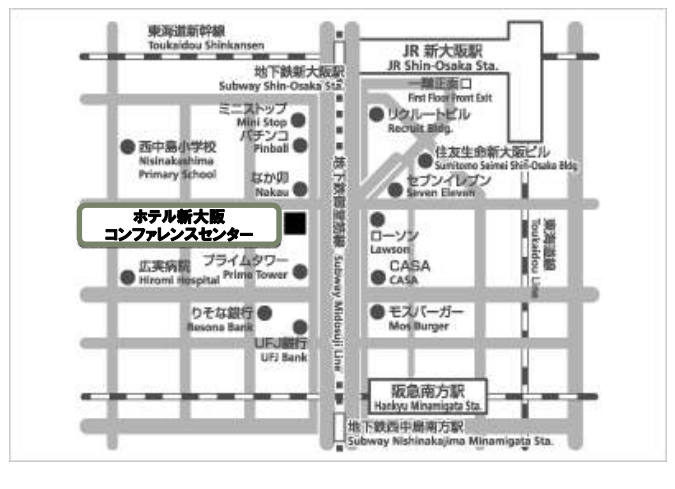 東海道新幹線
Toukaidou Shinkansen
JR 新大阪駅
JR Shin-Osaka Sta.
地下鉄新大阪駅
Subway Shin-Osaka Sta.
一階正面口
First Floor Front Exit
ミニストップ
Mini Stop
リクルートビル
Recruit Bldg.
パチンコ
Pinball
西中島小学校
Nisinakashima
Primary School
住友生命新大阪ビル
Sumitomo Seimei Shin-Osaka Bldg
なか卯
Nakau
セブンイレブン
Seven Eleven
地下鉄御堂筋線 Subway Midosuji Line
ホテル新大阪
コンファレンスセンター
ローソン
Lawson
東海道線
Toukaidou Line
広実病院
Hiromi Hospital
プライムタワー
Prime Tower
CASA
CASA
りそな銀行
Resona Bank
モスバーガー
Mos Burger
UFJ銀行
UFJ Bank
阪急南方駅
Hankyu Minamigata Sta.
地下鉄西中島南方駅
Subway Nishinakajima Minamigata Sta.